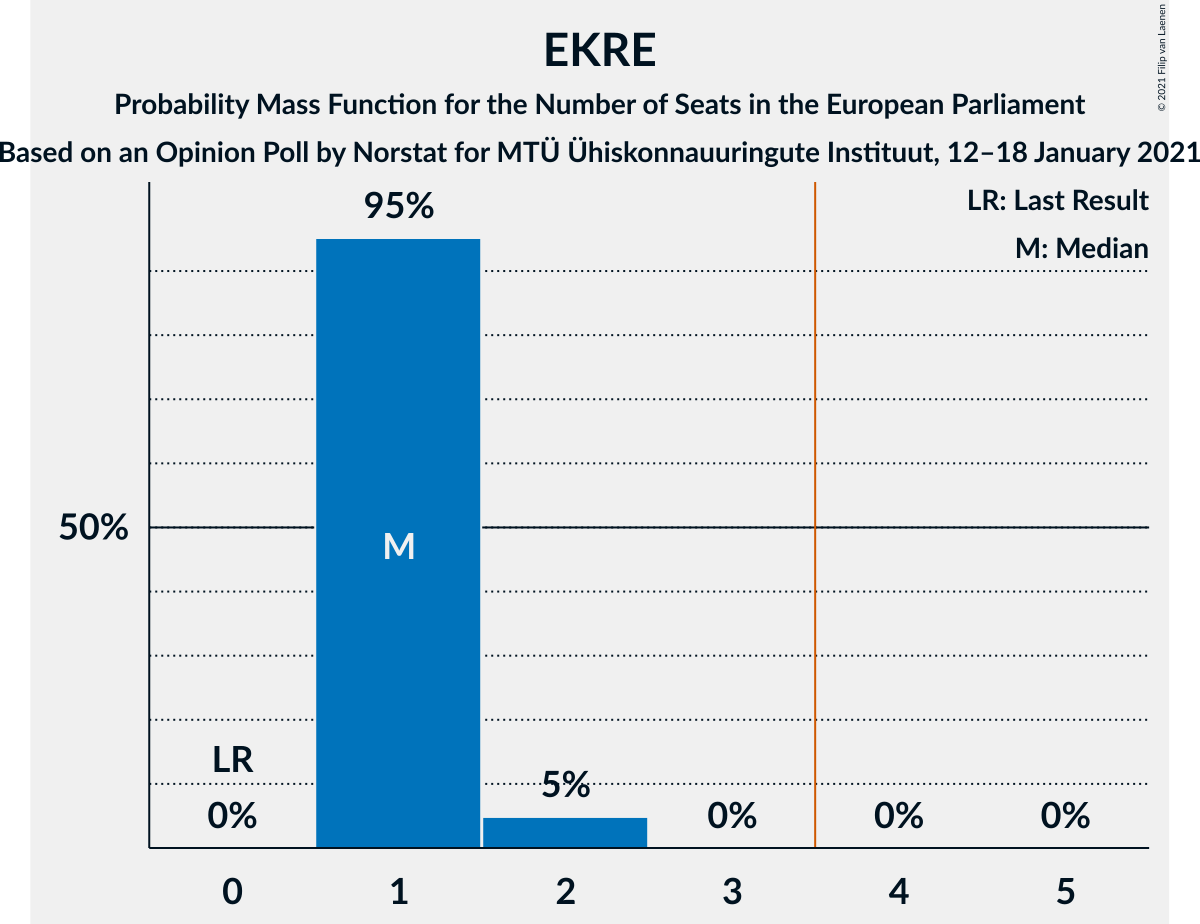 EKRE
Probability Mass Function for the Number of Seats in the European Parliament
Based on an Opinion Poll by Norstat for MTÜ Ühiskonnauuringute Instituut, 12–18 January 2021
© 2021 Filip van Laenen
LR: Last Result
M: Median
95%
50%
M
LR
0%
5%
0%
0%
0%
0
1
2
3
4
5